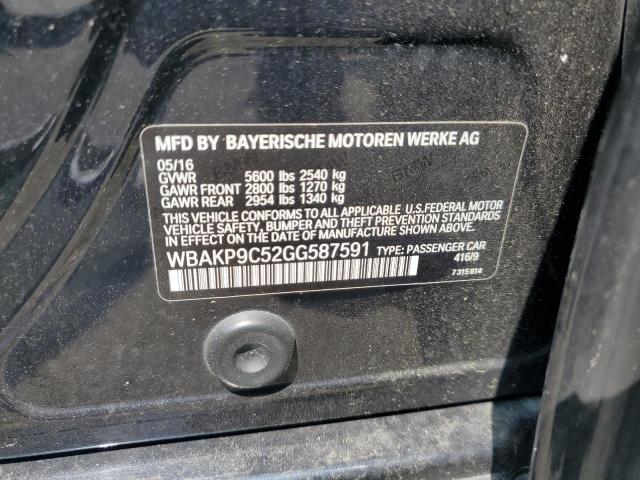 MFD BY BAYERISCHE MOTOREN WERKE AG
05/16
GVWR 5600 lbs 2540 kg
GAWR FRONT 2800 lbs 1270 kg
GAWR REAR 2954 lbs 1340 kg
THIS VEHICLE CONFORMS TO ALL APPLICABLE U.S.FEDERAL MOTOR
VEHICLE SAFETY, BUMPER AND THEFT PREVENTION STANDARDS
IN EFFECT ON THE DATE OF MANUFACTURE SHOWN ABOVE.
WBAKP9C52GG587591 TYPE: PASSENGER CAR
416/9
7315814